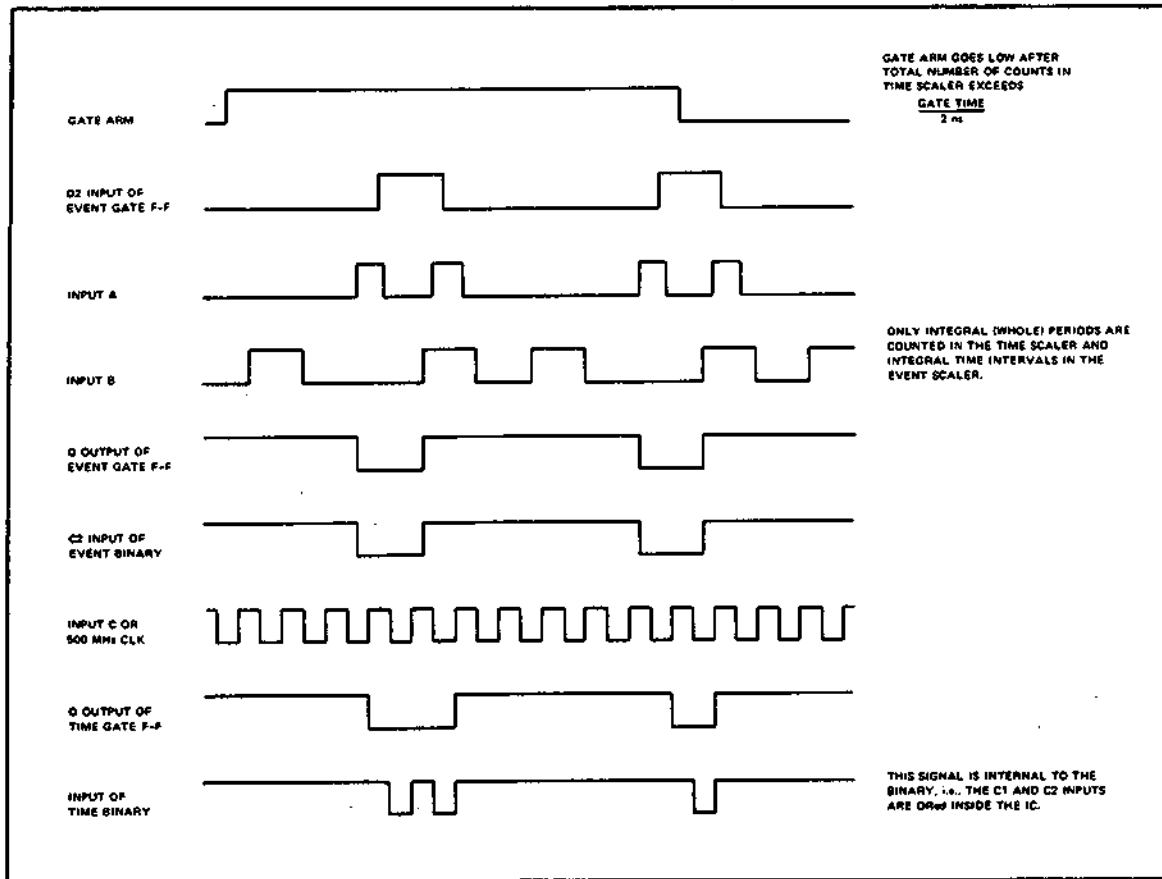 GATE ARM GOES LOW AFTER
TOTAL NUMBER OF COUNTS IN
TIME SCALER EXCEEDS
GATE TIME
2 ns
GATE ARM
D2 INPUT OF
EVENT GATE F-F
INPUT A
INPUT B
ONLY INTEGRAL (WHOLE) PERIODS ARE
COUNTED IN THE TIME SCALER AND
INTEGRAL TIME INTERVALS IN THE
EVENT SCALER.
Q OUTPUT OF
EVENT GATE F-F
C2 INPUT OF
EVENT BINARY
INPUT C OR
500 MHz CLK
Q OUTPUT OF
TIME GATE F-F
INPUT OF
TIME BINARY
THIS SIGNAL IS INTERNAL TO THE
BINARY, i.e., THE C1 AND C2 INPUTS
ARE ORed INSIDE THE IC.